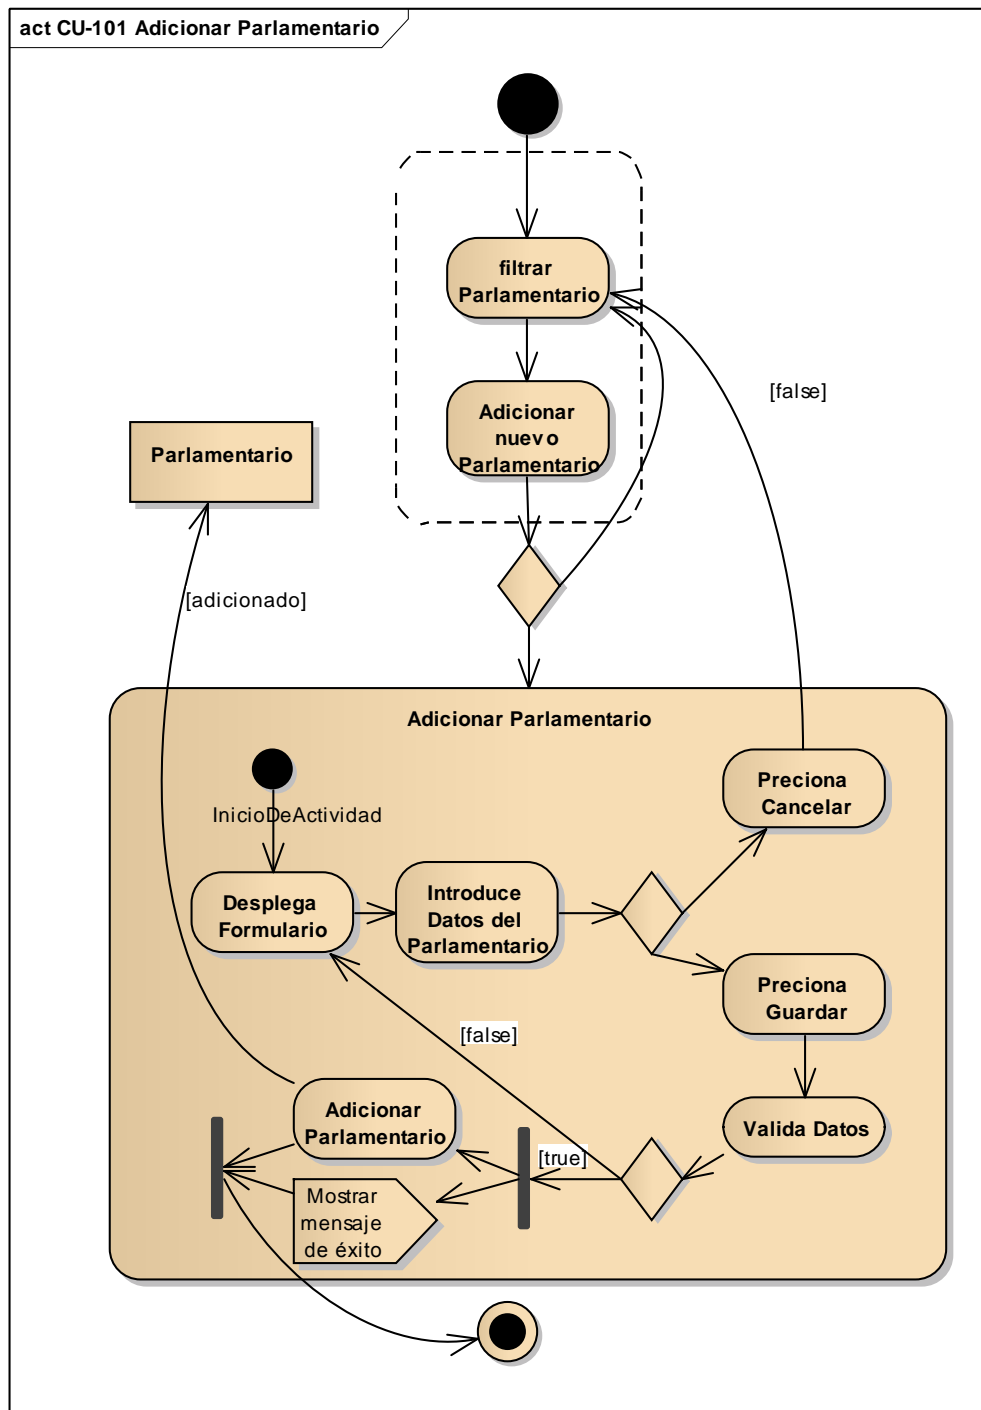 act CU-101 Adicionar Parlamentario
filtrar
Parlamentario
[false]
Adicionar
nuevo
Parlamentario
Parlamentario
[adicionado]
Adicionar Parlamentario
Preciona
Cancelar
InicioDeActividad
Desplega
Formulario
Introduce
Datos del
Parlamentario
Preciona
Guardar
[false]
Adicionar
Parlamentario
Valida Datos
[true]
Mostrar
mensaje
de éxito